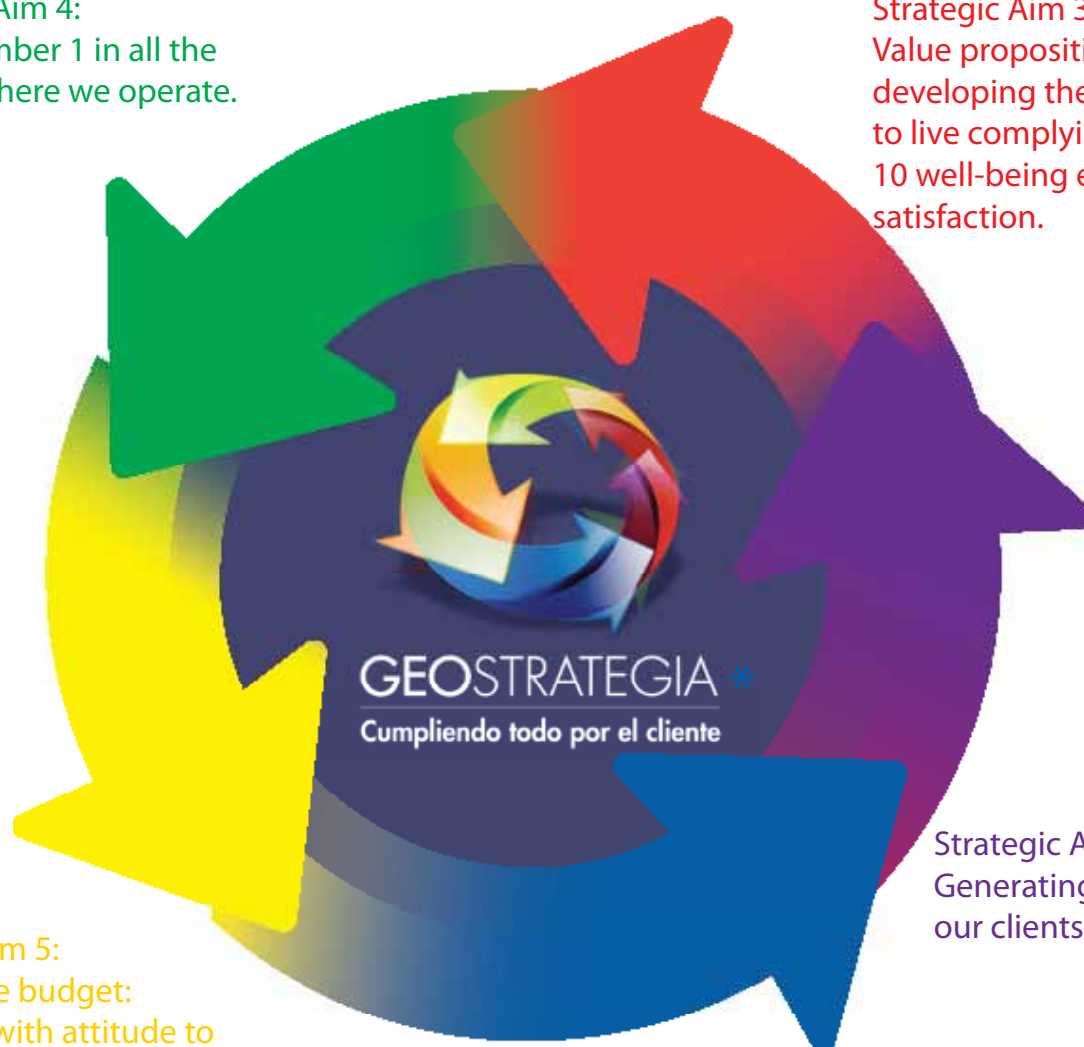 Aim 4:
mber 1 in all the
here we operate.
Strategic Aim 3
Value propositi
developing the
to live complyi
10 well-being e
satisfaction.
GEOSTRATEGIA *
Cumpliendo todo por el cliente
Strategic A
Generating
our clients
m 5:
e budget:
with attitude to